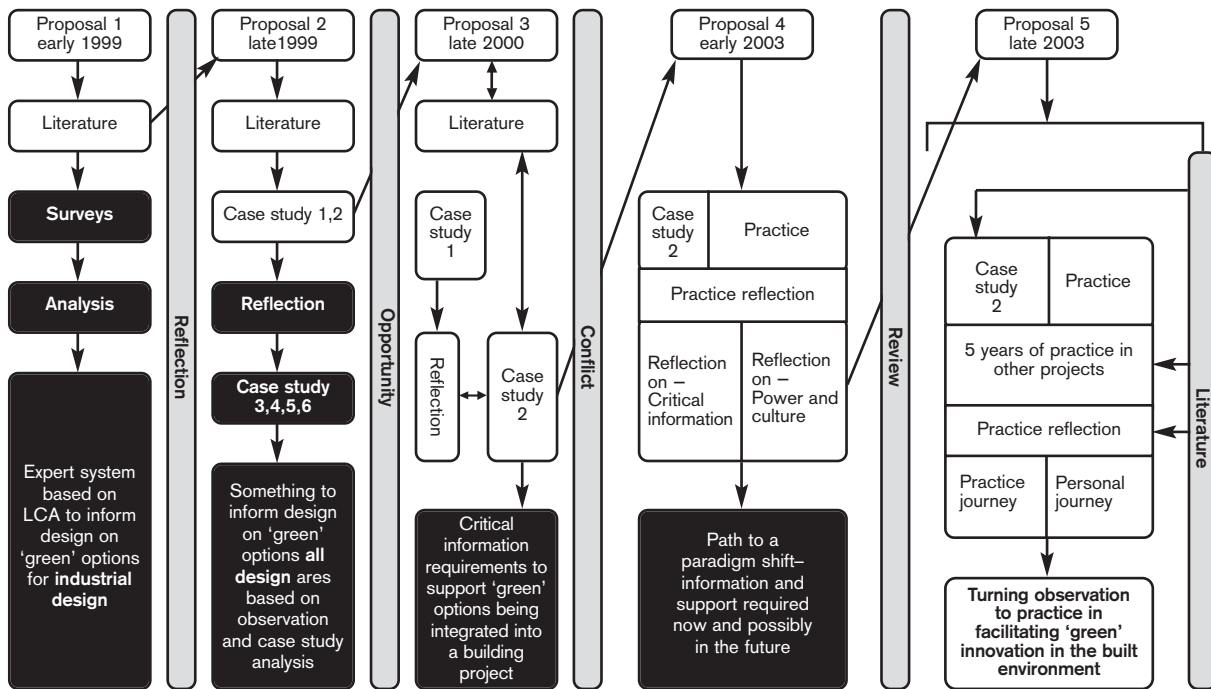 Proposal 1
early 1999
Literature
Surveys
Analysis
Expert system
based on
LCA to inform
design on
‘green’ options
for industrial
design
Reflection
Proposal 2
late1999
Literature
Case study 1,2
Reflection
Case study
3,4,5,6
Something to
inform design
on ‘green’
options all
design ares
based on
observation
and case study
analysis
Opportunity
Proposal 3
late 2000
Literature
Case
study
1
Reflection
Case
study
2
Critical
information
requirements to
support ‘green’
options being
integrated into
a building
project
Conflict
Proposal 4
early 2003
Case
study
2
Practice
Practice reflection
Reflection
on –
Critical
information
Reflection
on –
Power and
culture
Path to a
paradigm shift–
information and
support required
now and possibly
in the future
Review
Proposal 5
late 2003
Case
study
2
Practice
5 years of practice in
other projects
Practice reflection
Practice
journey
Personal
journey
Turning observation
to practice in
facilitating ‘green’
innovation in the built
environment
Literature